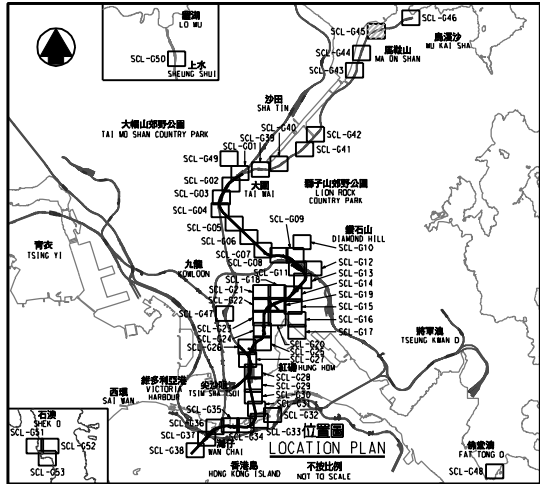 羅湖
LO WU
SCL-G50
上水
SHEUNG SHUI
SCL-G46
烏溪沙
WU KAI SHA
SCL-G45
SCL-G44
馬鞍山
MA ON SHAN
SCL-G43
沙田
SHA TIN
大帽山郊野公園
TAI MO SHAN COUNTRY PARK
SCL-G40
SCL-G39
SCL-G01
SCL-G42
SCL-G41
SCL-G49
SCL-G02
大圍
TAI WAI
SCL-G03
獅子山郊野公園
LION ROCK
COUNTRY PARK
SCL-G04
SCL-G05
SCL-G06
SCL-G09
鑽石山
DIAMOND HILL
SCL-G10
SCL-G07
SCL-G08
SCL-G11
SCL-G12
SCL-G13
SCL-G14
青衣
TSING YI
九龍
KOWLOON
SCL-G18
SCL-G21
SCL-G22
SCL-G19
SCL-G15
SCL-G47
SCL-G16
SCL-G17
SCL-G23
SCL-G24
SCL-G20
SCL-G26
SCL-G27
將軍澳
TSEUNG KWAN O
紅磡
HUNG HOM
西環
SAI WAN
維多利亞港
VICTORIA
HARBOUR
尖沙咀
TSIM SHA TSUI
SCL-G28
SCL-G29
SCL-G30
SCL-G32
SCL-G33
SCL-G34
SCL-G35
SCL-G36
SCL-G37
SCL-G38
灣仔
WAN CHAI
香港島
HONG KONG ISLAND
位置圖
LOCATION PLAN
不按比例
NOT TO SCALE
石澳
SHEK O
SCL-G51
SCL-G52
SCL-G53
FAT TONG O
SCL-G48